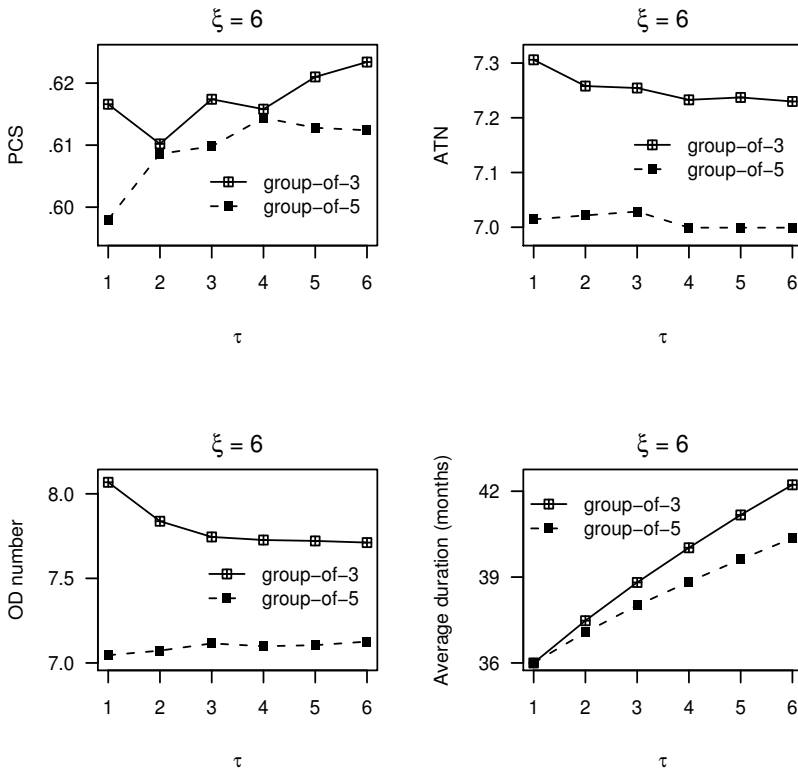 ξ = 6
PCS
.62
.61
.60
group−of−3
group−of−5
1 2 3 4 5 6
τ
ξ = 6
ATN
7.3
7.2
7.1
7.0
group−of−3
group−of−5
1 2 3 4 5 6
τ
ξ = 6
OD number
8.0
7.5
7.0
group−of−3
group−of−5
1 2 3 4 5 6
τ
ξ = 6
Average duration (months)
42
39
36
group−of−3
group−of−5
1 2 3 4 5 6
τ